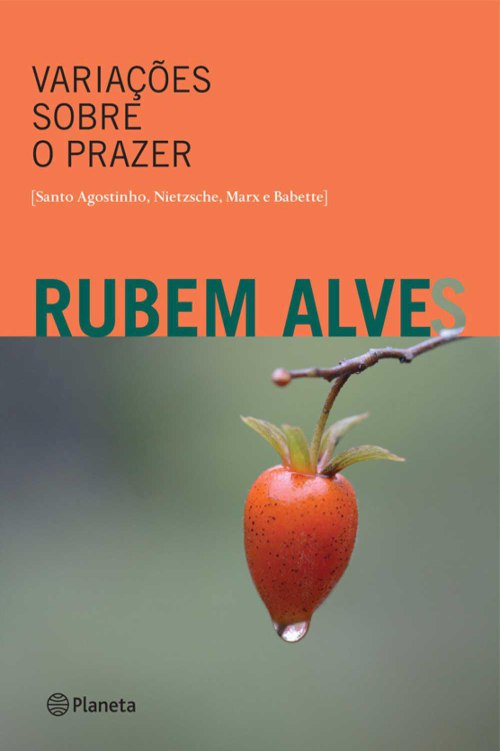 VARIAÇÕES
SOBRE
O PRAZER
[Santo Agostinho, Nietzsche, Marx e Babette]
RUBEM ALVES
Planeta